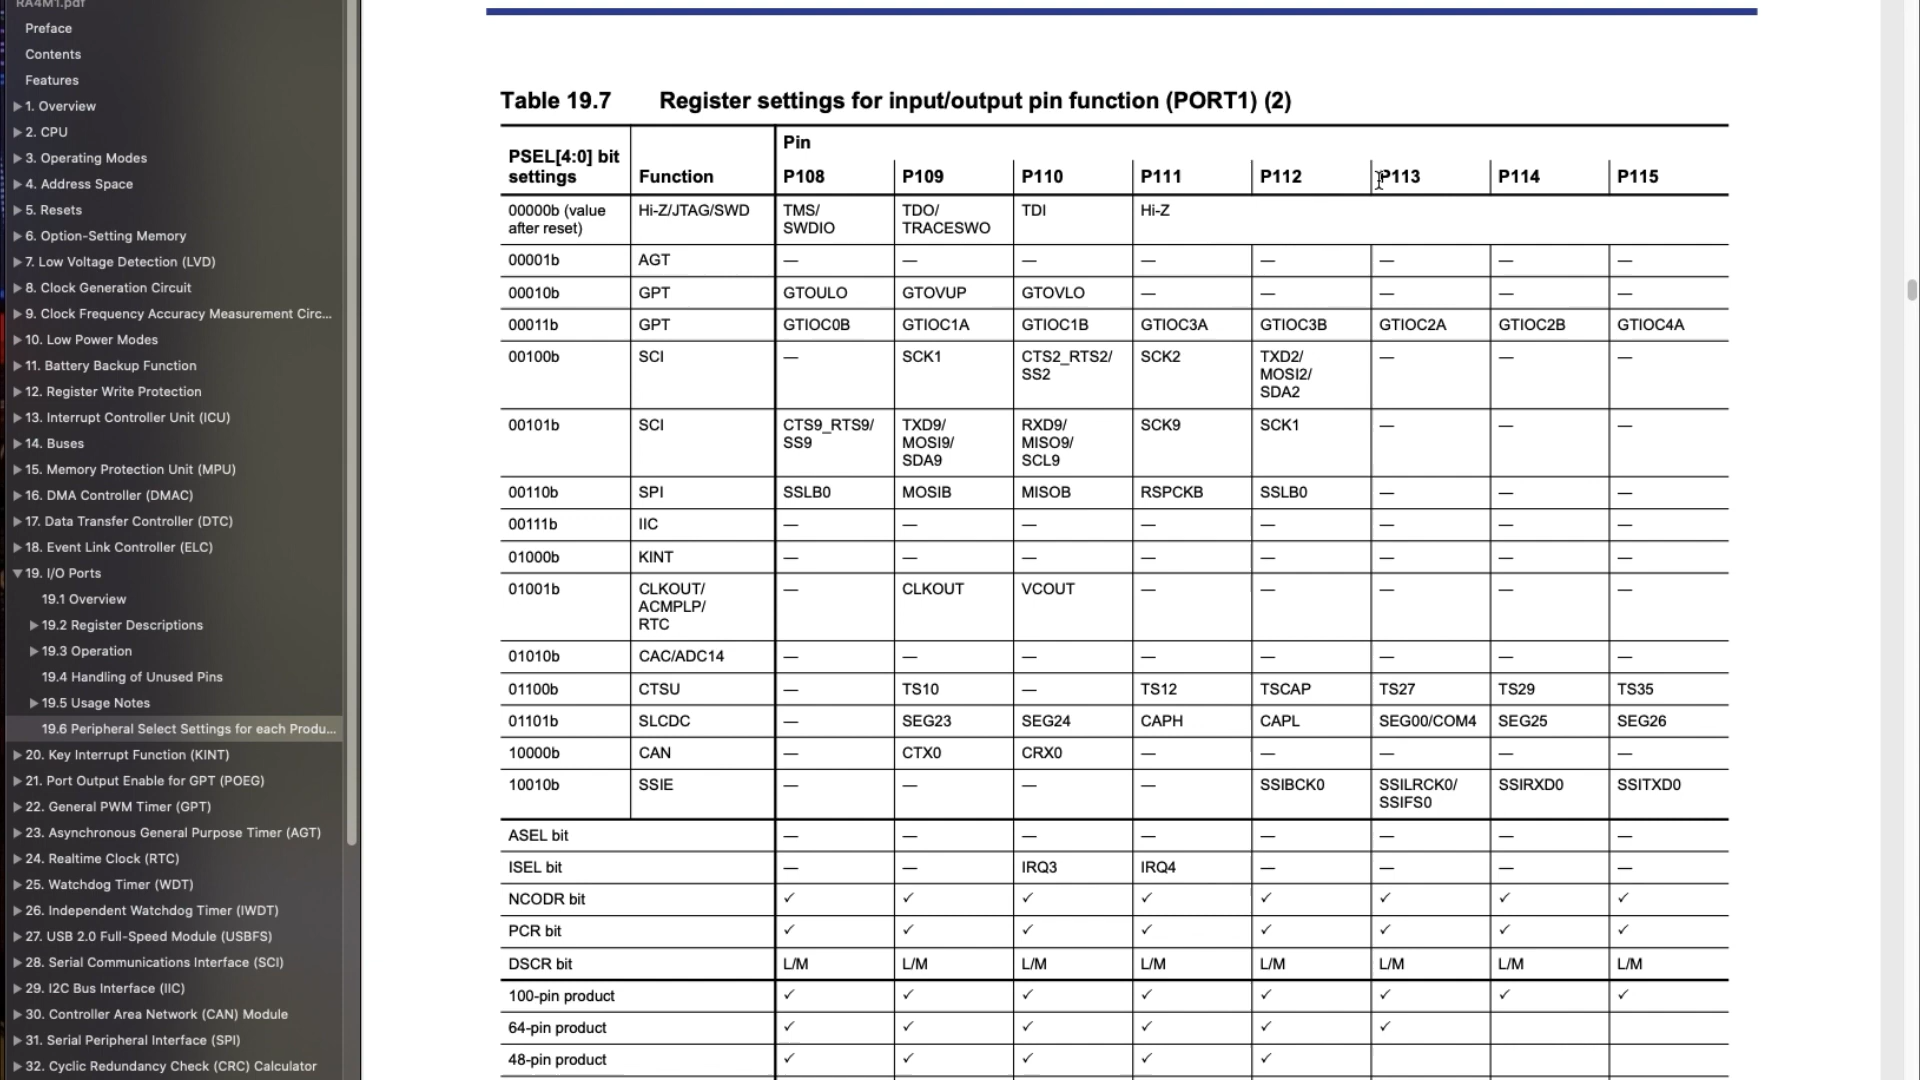 RA4M1.pdf
Preface
Contents
Features
1. Overview
2. CPU
3. Operating Modes
4. Address Space
5. Resets
6. Option-Setting Memory
7. Low Voltage Detection (LVD)
8. Clock Generation Circuit
9. Clock Frequency Accuracy Measurement Circ...
10. Low Power Modes
11. Battery Backup Function
12. Register Write Protection
13. Interrupt Controller Unit (ICU)
14. Buses
15. Memory Protection Unit (MPU)
16. DMA Controller (DMAC)
17. Data Transfer Controller (DTC)
18. Event Link Controller (ELC)
19. I/O Ports
19.1 Overview
19.2 Register Descriptions
19.3 Operation
19.4 Handling of Unused Pins
19.5 Usage Notes
19.6 Peripheral Select Settings for each Produ...
20. Key Interrupt Function (KINT)
21. Port Output Enable for GPT (POEG)
22. General PWM Timer (GPT)
23. Asynchronous General Purpose Timer (AGT)
24. Realtime Clock (RTC)
25. Watchdog Timer (WDT)
26. Independent Watchdog Timer (IWDT)
27. USB 2.0 Full-Speed Module (USBFS)
28. Serial Communications Interface (SCI)
29. I2C Bus Interface (IIC)
30. Controller Area Network (CAN) Module
31. Serial Peripheral Interface (SPI)
32. Cyclic Redundancy Check (CRC) Calculator
Table 19.7 Register settings for input/output pin function (PORT1) (2)
Pin
PSEL[4:0] bit
settings Function P108 P109 P110 P111 P112 P113 P114 P115
00000b (value Hi-Z/JTAG/SWD TMS/ TDO/ TDI Hi-Z
after reset) SWDIO TRACESWO
00001b AGT — — — — — — — —
00010b GPT GTOULO GTOVUP GTOVLO — — — — —
00011b GPT GTIOC0B GTIOC1A GTIOC1B GTIOC3A GTIOC3B GTIOC2A GTIOC2B GTIOC4A
00100b SCI — SCK1 CTS2_RTS2/ SCK2 TXD2/ — — —
SS2 MOSI2/
SDA2
00101b SCI CTS9_RTS9/ TXD9/ RXD9/ SCK9 SCK1 — — —
SS9 MOSI9/ MISO9/
SDA9 SCL9
00110b SPI SSLB0 MOSIB MISOB RSPCKB SSLB0 — — —
00111b IIC — — — — — — — —
01000b KINT — — — — — — — —
01001b CLKOUT/ — CLKOUT VCOUT — — — — —
ACMPLP/
RTC
01010b CAC/ADC14 — — — — — — — —
01100b CTSU — TS10 — TS12 TSCAP TS27 TS29 TS35
01101b SLCDC — SEG23 SEG24 CAPH CAPL SEG00/COM4 SEG25 SEG26
10000b CAN — CTX0 CRX0 — — — — —
10010b SSIE — — — — SSIBCK0 SSILRCK0/ SSIRXD0 SSITXD0
SSIFS0
ASEL bit — — — — — — — —
ISEL bit — — IRQ3 IRQ4 — — — —
NCODR bit ✓ ✓ ✓ ✓ ✓ ✓ ✓ ✓
PCR bit ✓ ✓ ✓ ✓ ✓ ✓ ✓ ✓
DSCR bit L/M L/M L/M L/M L/M L/M L/M L/M
100-pin product ✓ ✓ ✓ ✓ ✓ ✓ ✓ ✓
64-pin product ✓ ✓ ✓ ✓ ✓ ✓
48-pin product ✓ ✓ ✓ ✓ ✓